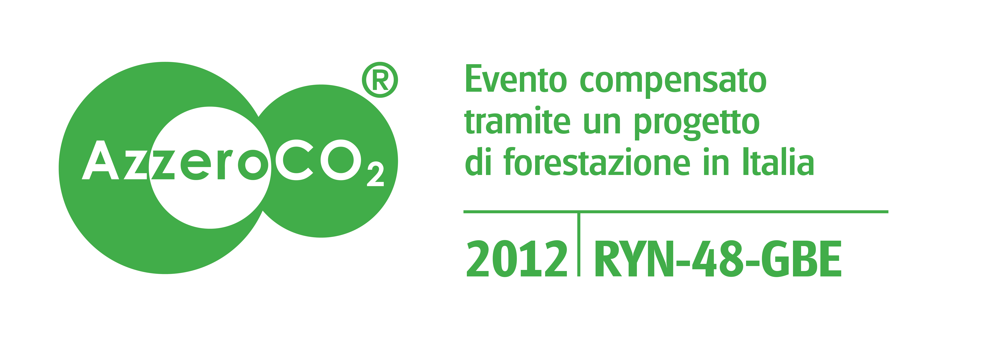 AzzeroCO₂®
Evento compensato
tramite un progetto
di forestazione in Italia
2012 RYN-48-GBE